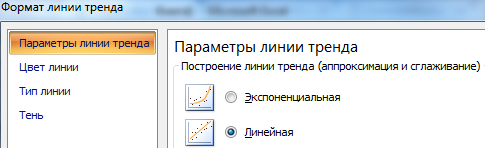 Формат линии тренда
Параметры линии тренда
Цвет линии
Тип линии
Тень
Параметры линии тренда
Построение линии тренда (аппроксимация и сглаживание)
Экспоненциальная
Линейная